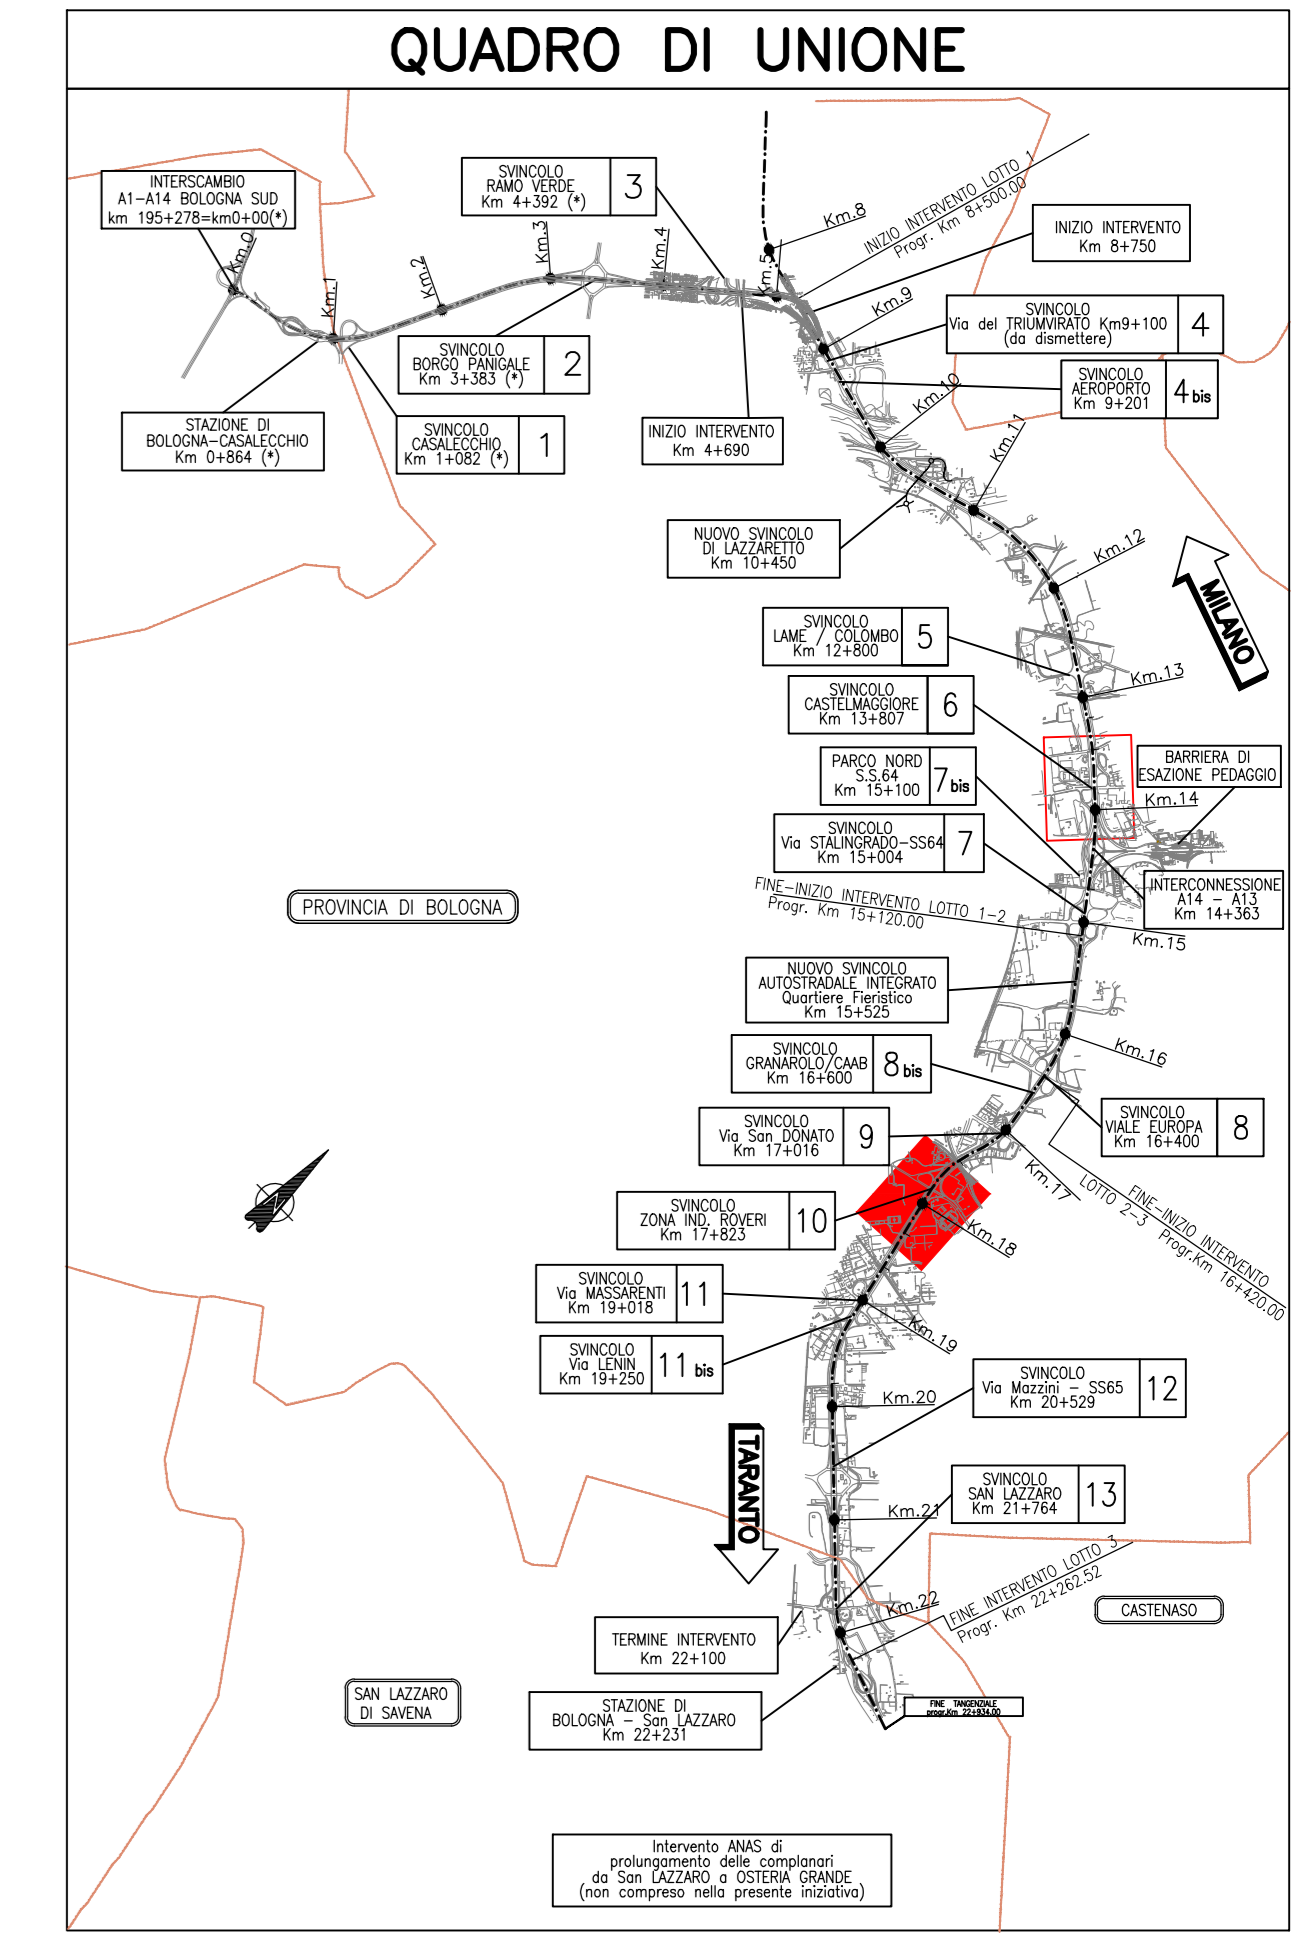 QUADRO DI UNIONE
INTERSCAMBIO
A1-A14 BOLOGNA SUD
km 195+278=km0+00(*)
SVINCOLO
RAMO VERDE
Km 4+392 (*)
3
Km.0
Km.1
Km.2
Km.3
Km.4
Km.5
Km.8
INIZIO INTERVENTO LOTTO 1
Progr. Km 8+500.00
INIZIO INTERVENTO
Km 8+750
Km.9
SVINCOLO
Via del TRIUMVIRATO Km9+100
(da dismettere)
4
SVINCOLO
BORGO PANIGALE
Km 3+383 (*)
2
SVINCOLO
AEROPORTO
Km 9+201
4 bis
Km.10
STAZIONE DI
BOLOGNA-CASALECCHIO
Km 0+864 (*)
SVINCOLO
CASALECCHIO
Km 1+082 (*)
1
INIZIO INTERVENTO
Km 4+690
Km.11
NUOVO SVINCOLO
DI LAZZARETTO
Km 10+450
Km.12
MILANO
SVINCOLO
LAME / COLOMBO
Km 12+800
5
Km.13
SVINCOLO
CASTELMAGGIORE
Km 13+807
6
PARCO NORD
S.S.64
Km 15+100
7 bis
BARRIERA DI
ESAZIONE PEDAGGIO
Km.14
SVINCOLO
Via STALINGRADO-SS64
Km 15+004
7
INTERCONNESSIONE
A14 - A13
Km 14+363
FINE-INIZIO INTERVENTO LOTTO 1-2
Progr. Km 15+120.00
Km.15
PROVINCIA DI BOLOGNA
NUOVO SVINCOLO
AUTOSTRADALE INTEGRATO
Quartiere Fieristico
Km 15+525
Km.16
SVINCOLO
GRANAROLO/CAAB
Km 16+600
8 bis
SVINCOLO
VIALE EUROPA
Km 16+400
8
SVINCOLO
Via San DONATO
Km 17+016
9
Km.17
FINE-INIZIO INTERVENTO
LOTTO 2-3 Progr.Km 16+420.00
SVINCOLO
ZONA IND. ROVERI
Km 17+823
10
Km.18
SVINCOLO
Via MASSARENTI
Km 19+018
11
Km.19
SVINCOLO
Via LENIN
Km 19+250
11 bis
SVINCOLO
Via Mazzini - SS65
Km 20+529
12
Km.20
TARANTO
SVINCOLO
SAN LAZZARO
Km 21+764
13
Km.21
FINE INTERVENTO LOTTO 3
Progr. Km 22+262.52
Km.22
CASTENASO
TERMINE INTERVENTO
Km 22+100
SAN LAZZARO
DI SAVENA
STAZIONE DI
BOLOGNA - San LAZZARO
Km 22+231
FINE TANGENZIALE
progr.Km 22+934.00
Intervento ANAS di
prolungamento delle complanari
da San LAZZARO a OSTERIA GRANDE
(non compreso nella presente iniziativa)